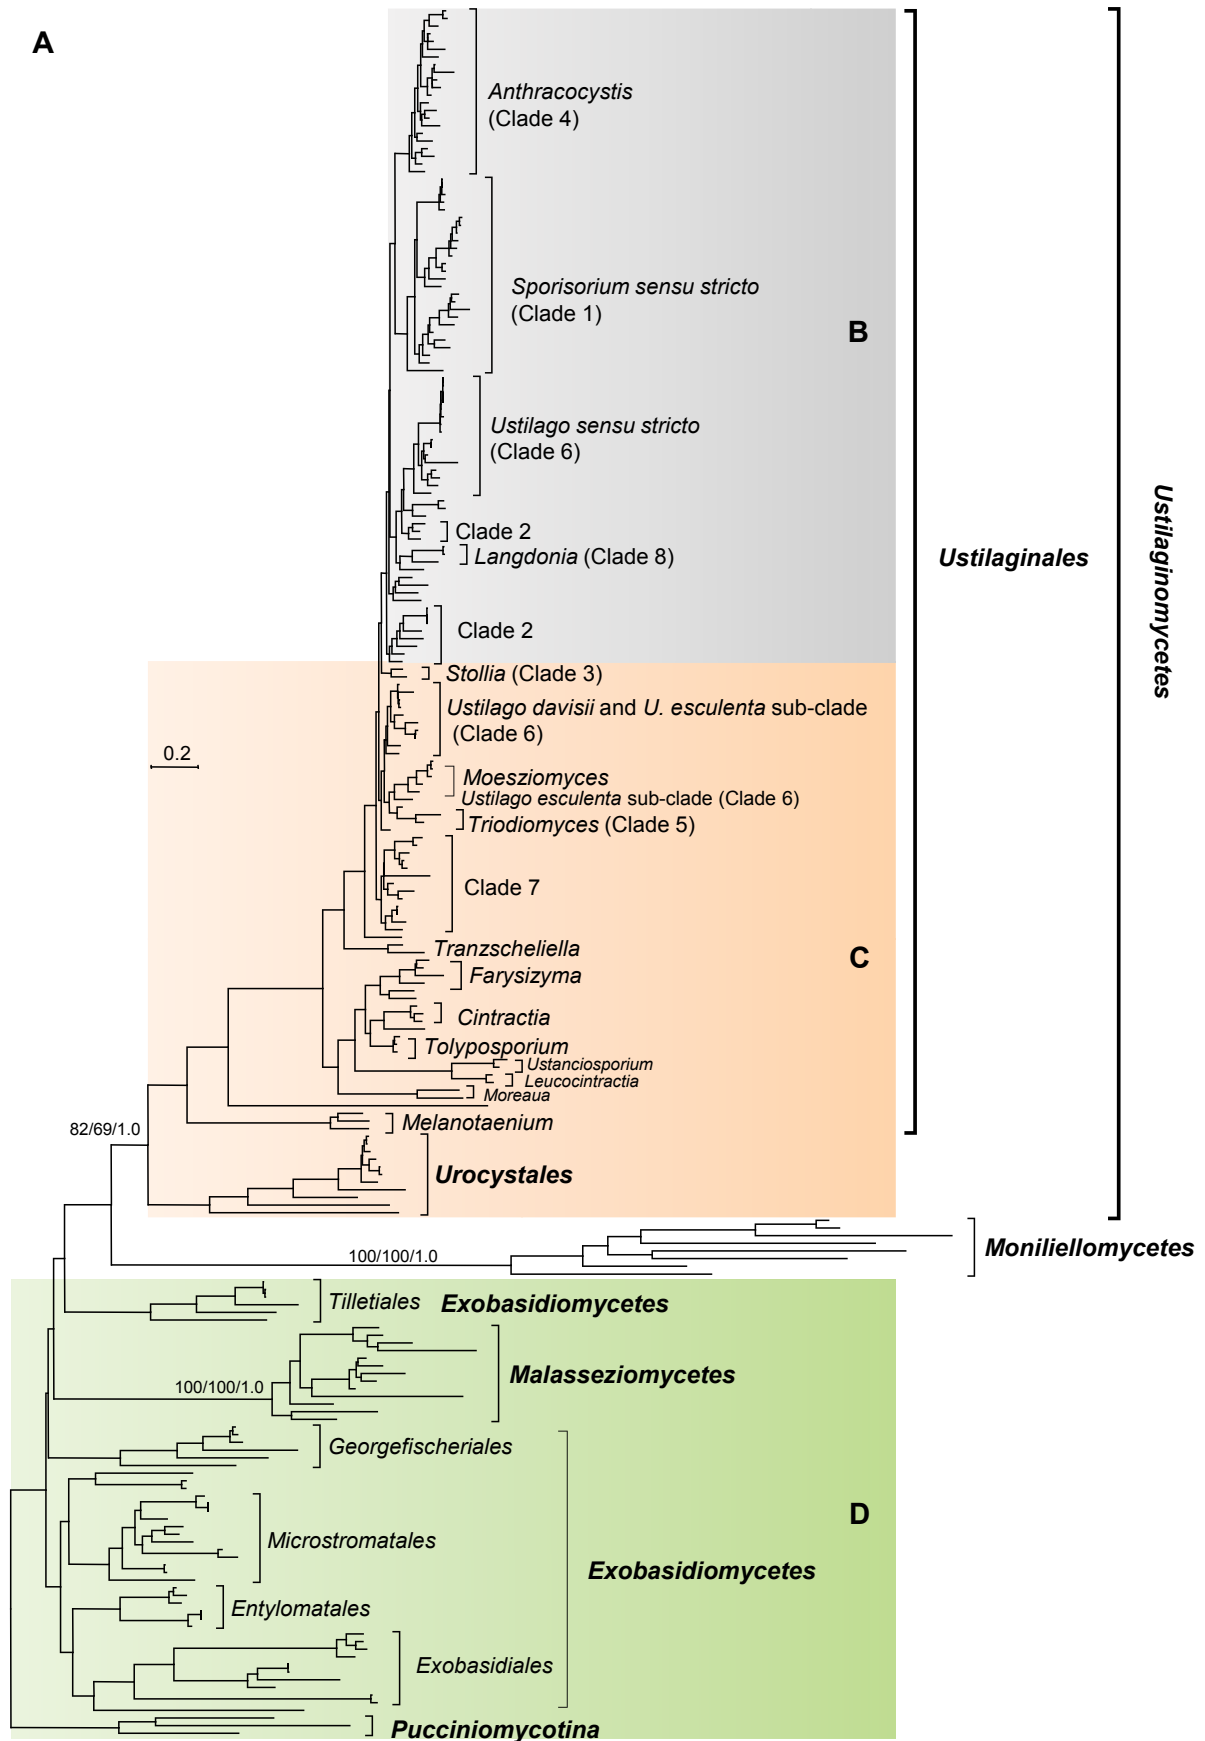 A
Anthracocystis
(Clade 4)
Sporisorium sensu stricto
(Clade 1)
B
Ustilago sensu stricto
(Clade 6)
Clade 2
Langdonia (Clade 8)
Ustilaginales
Ustilaginomycetes
Clade 2
Stollia (Clade 3)
Ustilago davisii and U. esculenta sub-clade
(Clade 6)
0.2
Moesziomyces
Ustilago esculenta sub-clade (Clade 6)
Triodiomyces (Clade 5)
Clade 7
Tranzscheliella
C
Farysizyma
Cintractia
Tolyposporium
Ustanciosporium
Leucocintractia
Moreaua
Melanotaenium
82/69/1.0
Urocystales
Moniliellomycetes
100/100/1.0
Tilletiales Exobasidiomycetes
Malasseziomycetes
100/100/1.0
Georgefischeriales
D
Microstromatales
Exobasidiomycetes
Entylomatales
Exobasidiales
Pucciniomycotina